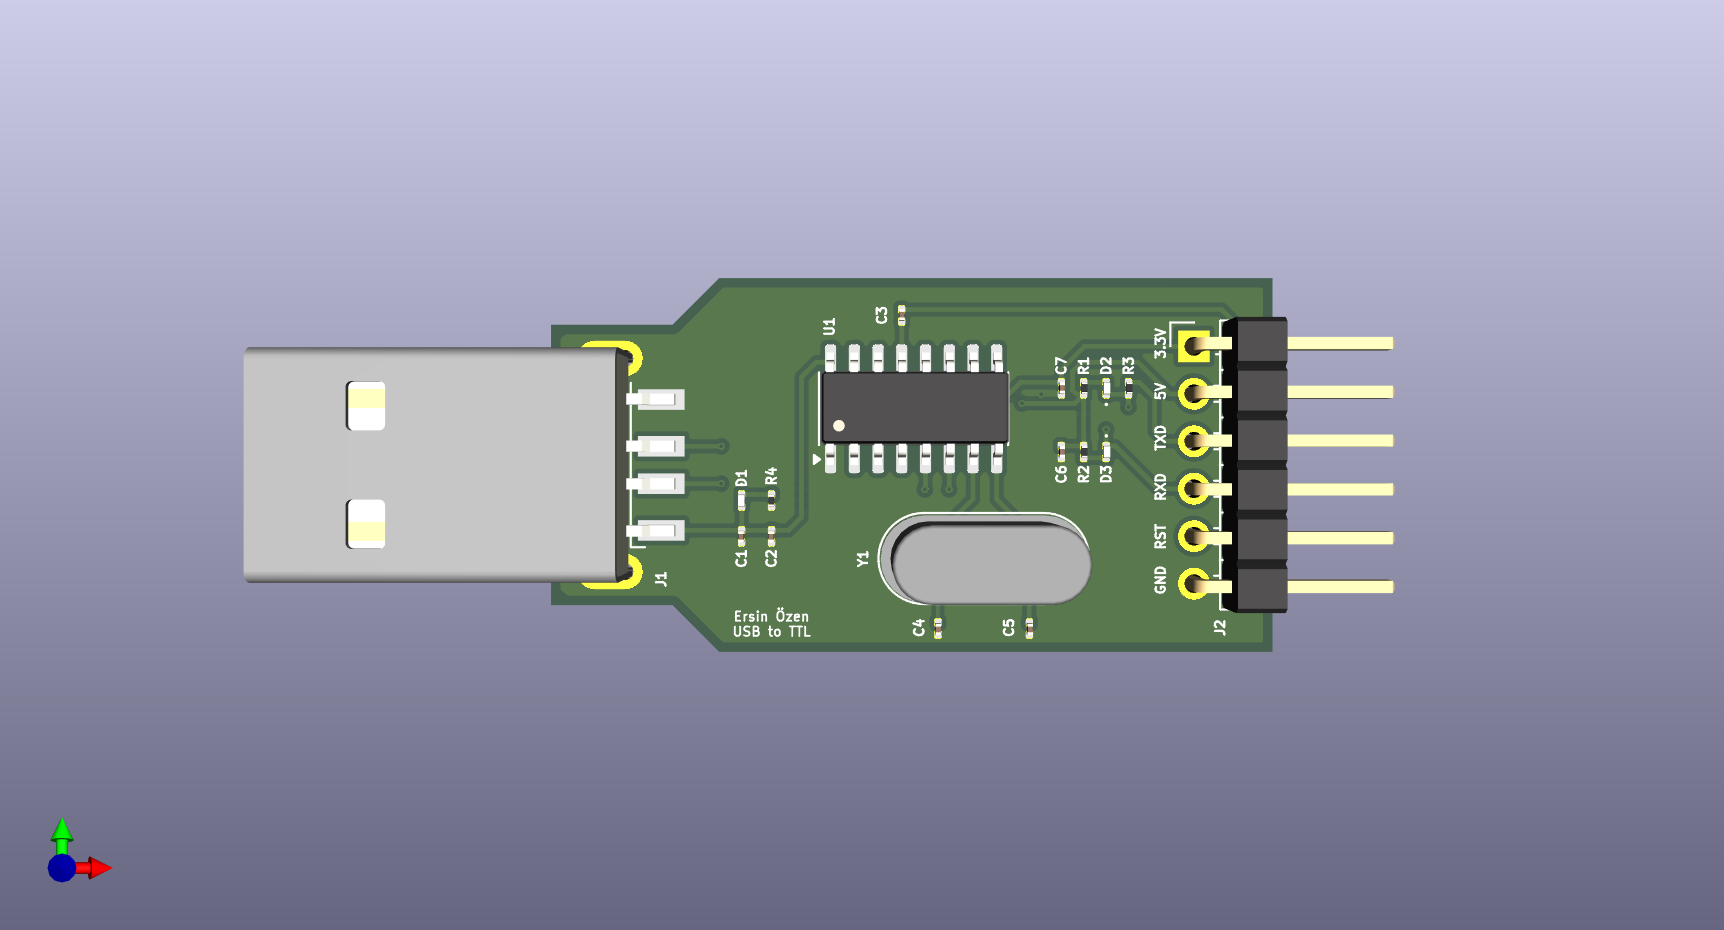 C3
U1
3.3V
C7
R1
D2
R3
5V
TXD
C6
R2
D3
RXD
D1
R4
RST
C1
C2
Y1
J1
GND
Ersin Özen
USB to TTL
C4
C5
J2